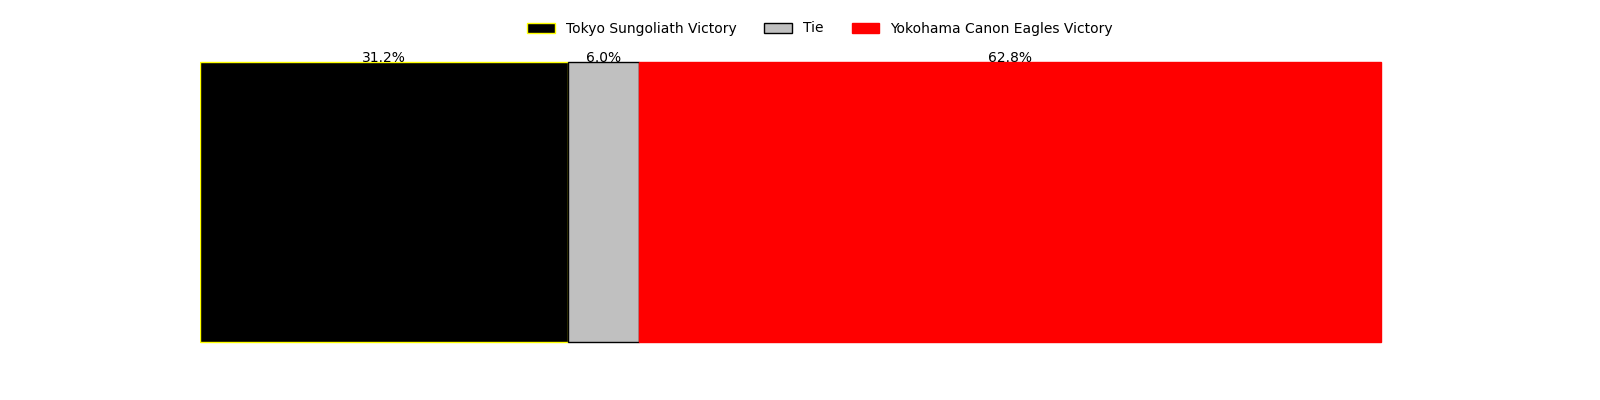 Tokyo Sungoliath Victory Tie Yokohama Canon Eagles Victory
31.2% 6.0% 62.8%